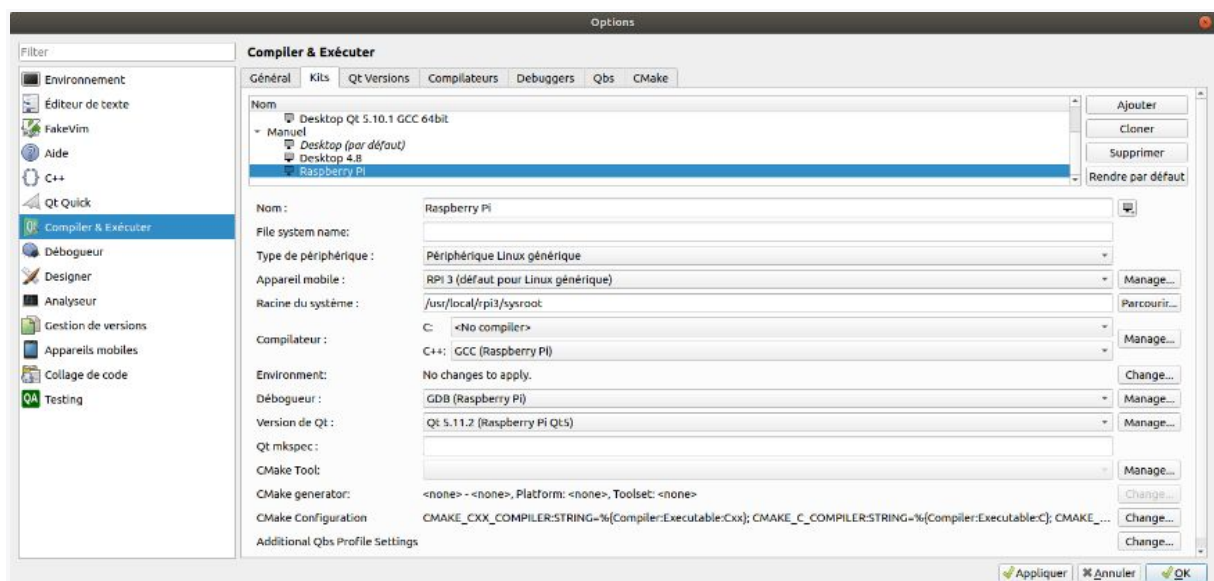 Options
Filter
Environnement
Éditeur de texte
FakeVim
Aide
C++
Qt Quick
Compiler & Exécuter
Débogueur
Designer
Analyseur
Gestion de versions
Appareils mobiles
Collage de code
QA Testing
Compiler & Exécuter
Général Kits Qt Versions Compilateurs Debuggers Qbs CMake
Nom
Desktop Qt 5.10.1 GCC 64bit
Manuel
Desktop (par défaut)
Desktop 4.8
Raspberry Pi
Ajouter
Cloner
Supprimer
Rendre par défaut
Nom : Raspberry Pi
File system name:
Type de périphérique : Périphérique Linux générique
Appareil mobile : RPI 3 (défaut pour Linux générique) Manage...
Racine du système : /usr/local/rpi3/sysroot Parcourir...
Compilateur : C: <No compiler> Manage...
C++: GCC (Raspberry Pi)
Environment: No changes to apply. Change...
Débogueur : GDB (Raspberry Pi) Manage...
Version de Qt : Qt 5.11.2 (Raspberry Pi Qt5) Manage...
Qt mkspec :
CMake Tool: Manage...
CMake generator: <none> - <none>, Platform: <none>, Toolset: <none> Change...
CMake Configuration CMAKE_CXX_COMPILER:STRING=%{Compiler:Executable:Cxx}; CMAKE_C_COMPILER:STRING=%{Compiler:Executable:C}; CMAKE_... Change...
Additional Qbs Profile Settings Change...
Appliquer Annuler OK